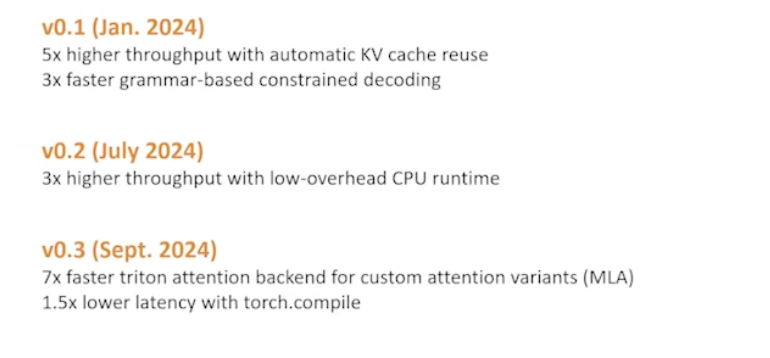 v0.1 (Jan. 2024)
5x higher throughput with automatic KV cache reuse
3x faster grammar-based constrained decoding
v0.2 (July 2024)
3x higher throughput with low-overhead CPU runtime
v0.3 (Sept. 2024)
7x faster triton attention backend for custom attention variants (MLA)
1.5x lower latency with torch.compile